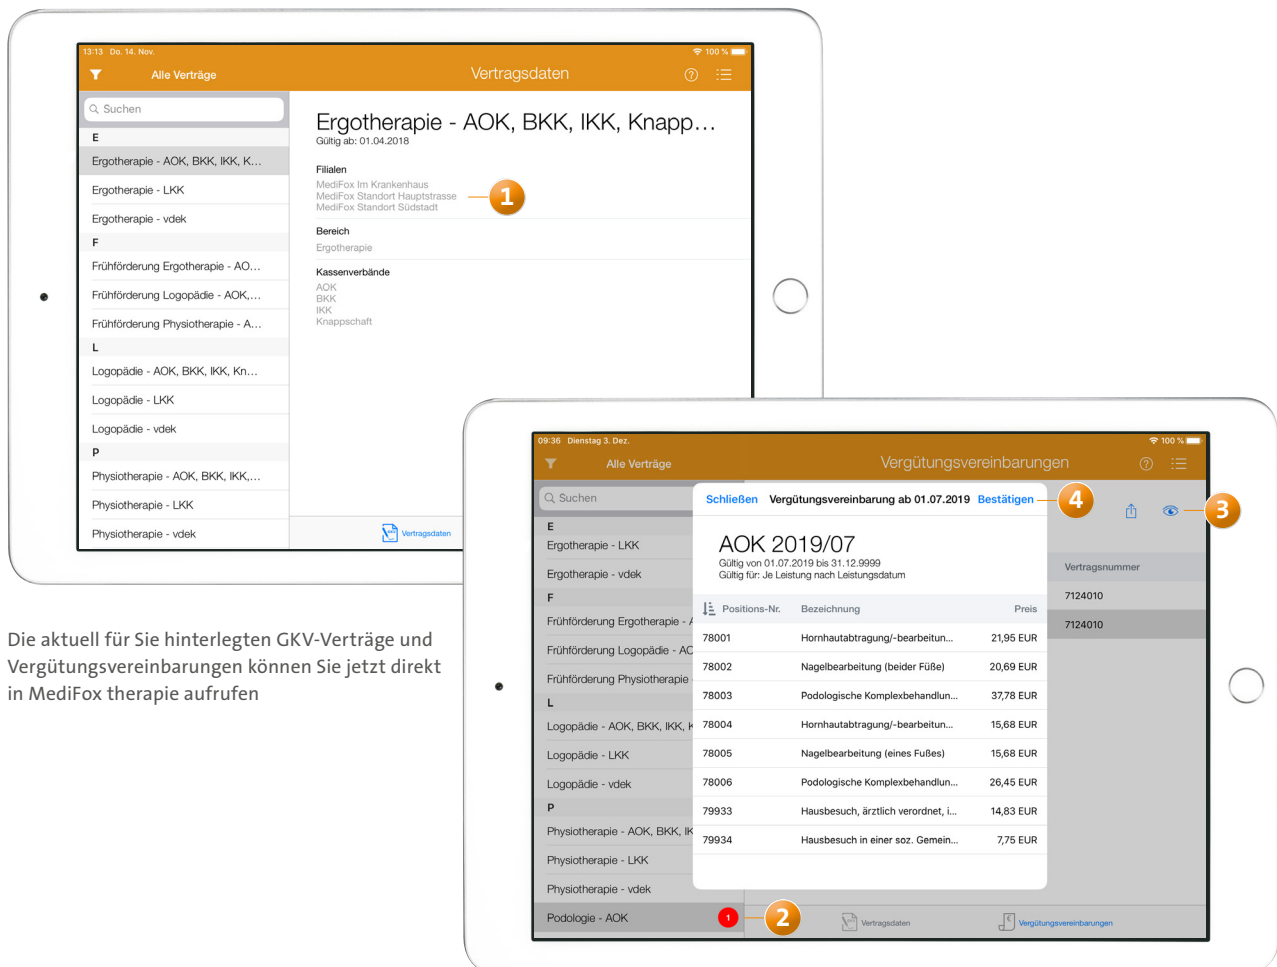 13:13 Do. 14. Nov.
100 %
Alle Verträge
Vertragsdaten
Suchen
E
Ergotherapie - AOK, BKK, IKK, K...
Ergotherapie - LKK
Ergotherapie - vdek
F
Frühförderung Ergotherapie - AO...
Frühförderung Logopädie - AOK,...
Frühförderung Physiotherapie - A...
L
Logopädie - AOK, BKK, IKK, Kn...
Logopädie - LKK
Logopädie - vdek
P
Physiotherapie - AOK, BKK, IKK,...
Physiotherapie - LKK
Physiotherapie - vdek
Ergotherapie - AOK, BKK, IKK, Knapp...
Gültig ab: 01.04.2018
Filialen
MediFox Im Krankenhaus
MediFox Standort Hauptstrasse
MediFox Standort Südstadt
1
Bereich
Ergotherapie
Kassenverbände
AOK
BKK
IKK
Knappschaft
Vertragsdaten
Die aktuell für Sie hinterlegten GKV-Verträge und
Vergütungsvereinbarungen können Sie jetzt direkt
in MediFox therapie aufrufen
09:36 Dienstag 3. Dez.
100 %
Alle Verträge
Vergütungsvereinbarungen
Suchen
E
Ergotherapie - LKK
Ergotherapie - vdek
F
Frühförderung Ergotherapie - A
Frühförderung Logopädie - AO
Frühförderung Physiotherapie
L
Logopädie - AOK, BKK, IKK, K
Logopädie - LKK
Logopädie - vdek
P
Physiotherapie - AOK, BKK, IK
Physiotherapie - LKK
Physiotherapie - vdek
Podologie - AOK
1
2
Schließen Vergütungsvereinbarung ab 01.07.2019 Bestätigen
4
3
AOK 2019/07
Gültig von 01.07.2019 bis 31.12.9999
Gültig für: Je Leistung nach Leistungsdatum
Positions-Nr. Bezeichnung Preis
78001 Hornhautabtragung/-bearbeitun... 21,95 EUR
78002 Nagelbearbeitung (beider Füße) 20,69 EUR
78003 Podologische Komplexbehandlun... 37,78 EUR
78004 Hornhautabtragung/-bearbeitun... 15,68 EUR
78005 Nagelbearbeitung (eines Fußes) 15,68 EUR
78006 Podologische Komplexbehandlun... 26,45 EUR
79933 Hausbesuch, ärztlich verordnet, i... 14,83 EUR
79934 Hausbesuch in einer soz. Gemein... 7,75 EUR
Vertragsnummer
7124010
7124010
Vertragsdaten
Vergütungsvereinbarungen